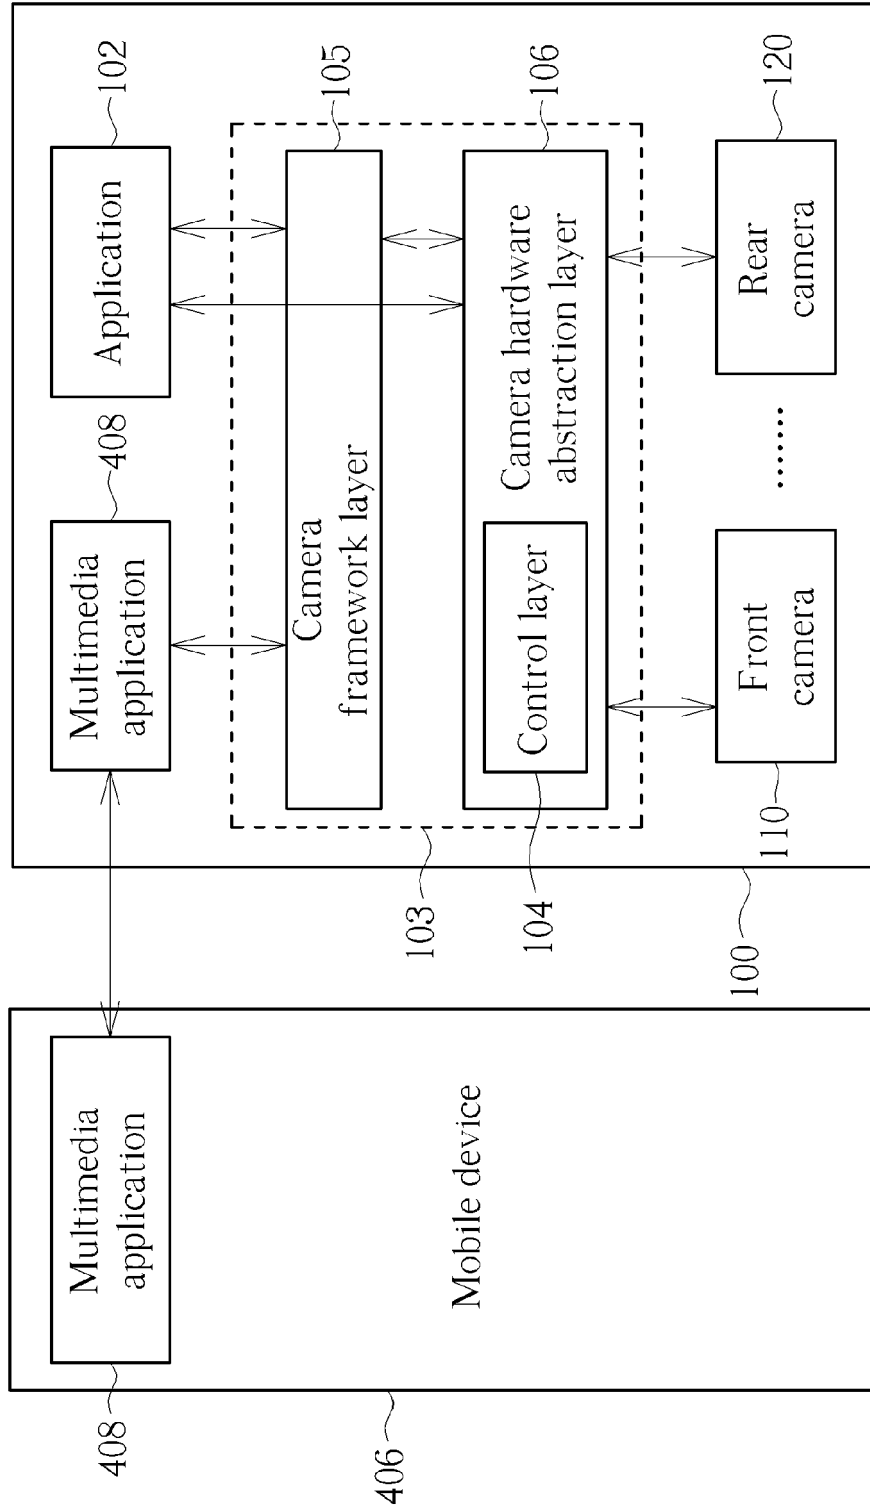 408
Multimedia
application
406
Mobile device
Multimedia
application
408
Application
102
103
Camera
framework layer
105
104
Control layer
Camera hardware
abstraction layer
106
100
110
Front
camera
.......
Rear
camera
120